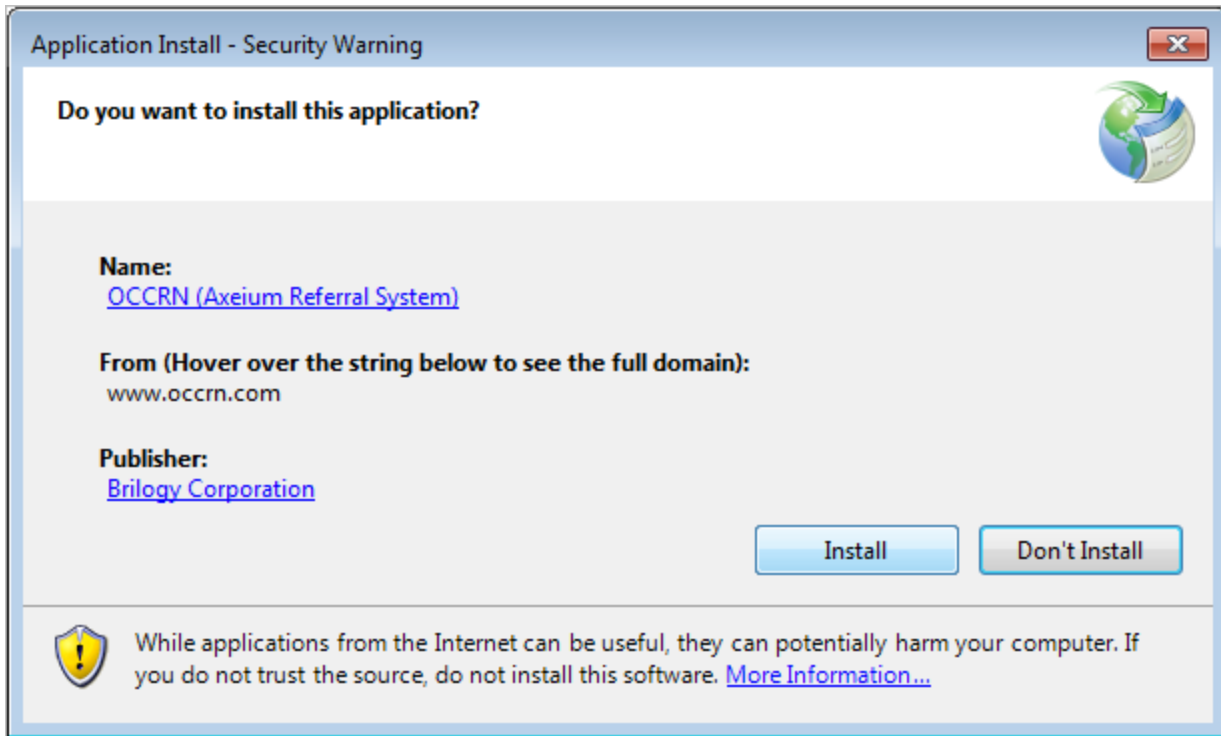 Application Install - Security Warning
Do you want to install this application?
Name:
OCCRN (Axeium Referral System)
From (Hover over the string below to see the full domain):
www.occrn.com
Publisher:
Brilogy Corporation
Install
Don't Install
While applications from the Internet can be useful, they can potentially harm your computer. If
you do not trust the source, do not install this software. More Information...